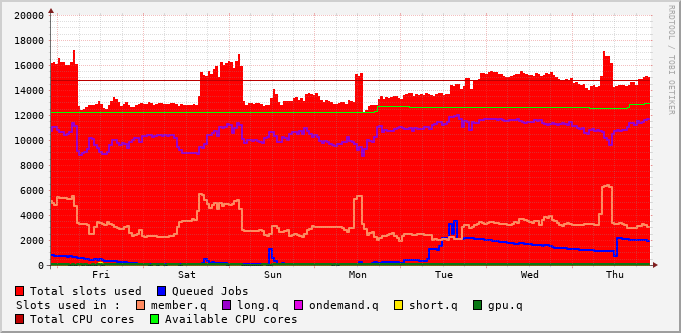 20000
18000
16000
14000
12000
10000
8000
6000
4000
2000
0
Fri Sat Sun Mon Tue Wed Thu
Total slots used Queued Jobs
Slots used in : member.q long.q ondemand.q short.q gpu.q
Total CPU cores Available CPU cores
RRDTOOL / TOBI OETIKER